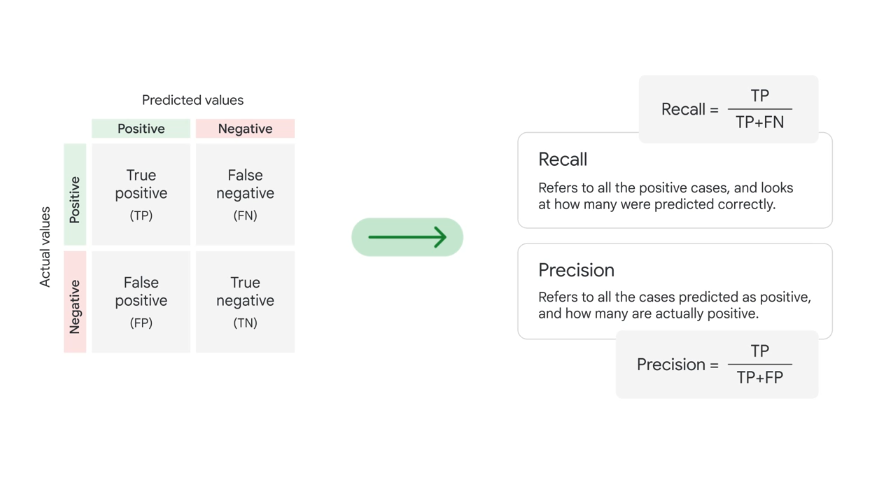 Predicted values
Positive
Negative
Actual values
Positive
True
positive
(TP)
False
negative
(FN)
Negative
False
positive
(FP)
True
negative
(TN)
Recall = TP
TP+FN
Recall
Refers to all the positive cases, and looks
at how many were predicted correctly.
Precision
Refers to all the cases predicted as positive,
and how many are actually positive.
Precision = TP
TP+FP